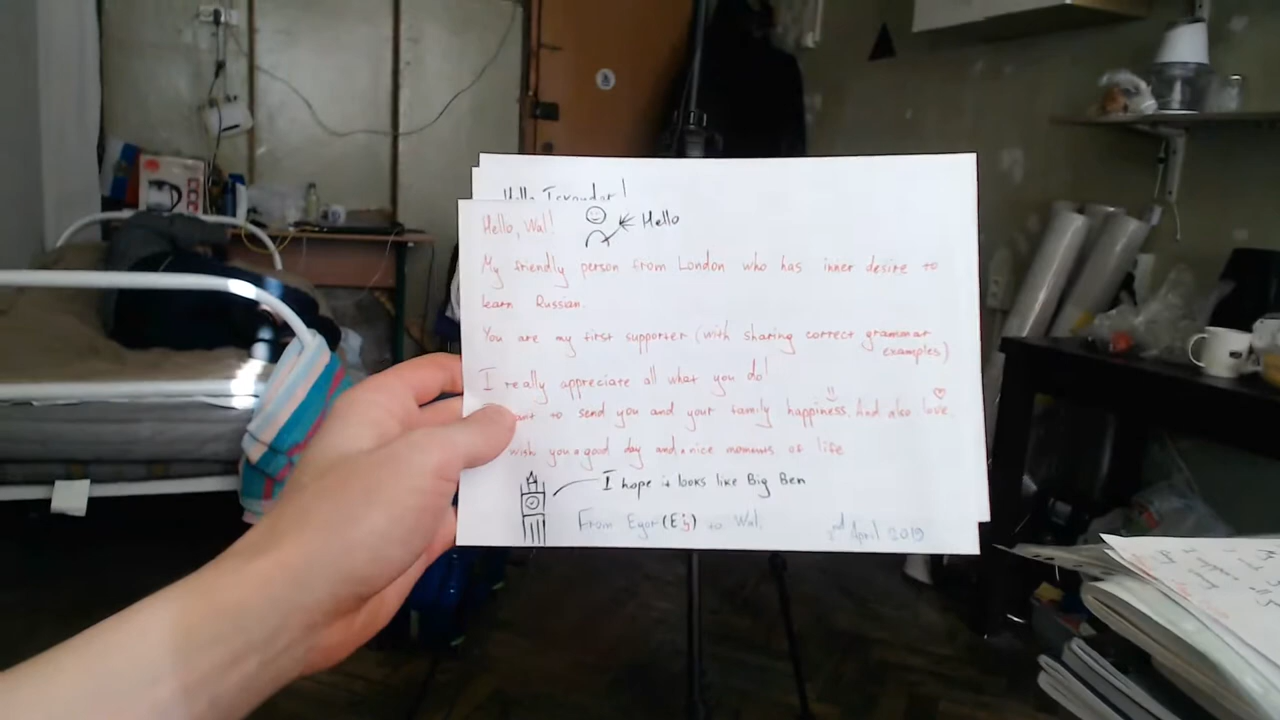 Hello
Hello, Wal!
Hello
My friendly person from London who has inner desire to
learn Russian.
You are my first supporter (with sharing correct grammar
examples)
I really appreciate all what you do!
to send you and your family happiness. And also love.
wish you a good day and a nice moments of life
I hope it looks like Big Ben
From Egor to Wal.
April 2019